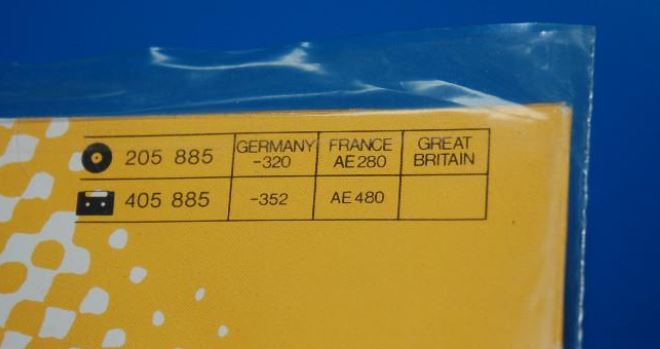 205 885 GERMANY -320 FRANCE AE 280 GREAT BRITAIN
405 885 -352 AE 480